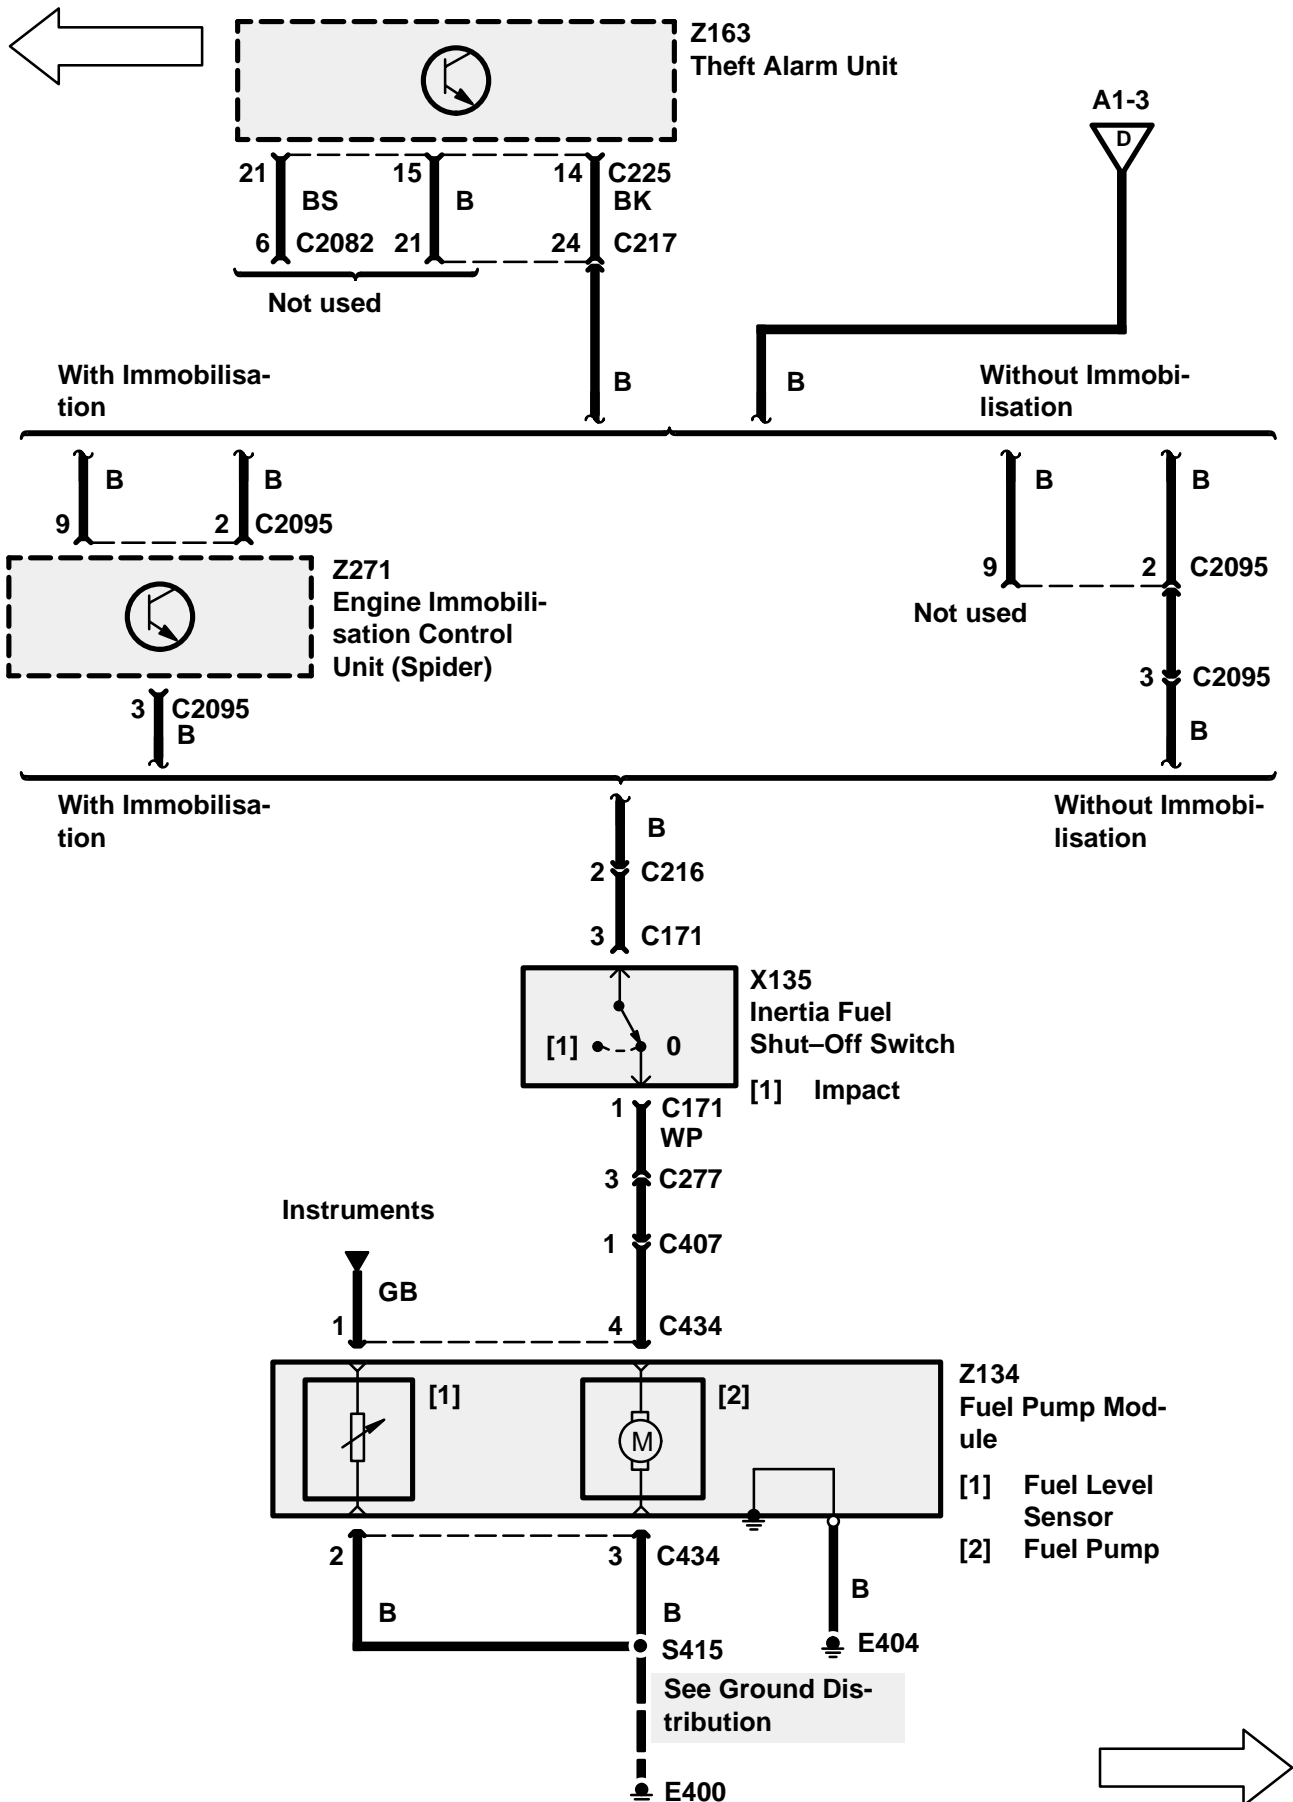 Z163
Theft Alarm Unit
A1-3
D
21
15
14
C225
BS
B
BK
6
C2082
21
24
C217
Not used
With Immobilisa-
tion
B
B
Without Immobi-
lisation
B
B
B
B
9
2
C2095
9
2
C2095
Z271
Engine Immobili-
sation Control
Unit (Spider)
Not used
3
C2095
3
C2095
B
B
With Immobilisa-
tion
Without Immobi-
lisation
B
2
C216
3
C171
X135
Inertia Fuel
Shut–Off Switch
[1]
0
[1] Impact
1
C171
WP
3
C277
Instruments
1
C407
GB
1
4
C434
Z134
Fuel Pump Mod-
ule
[1]
[2]
M
[1] Fuel Level
Sensor
[2] Fuel Pump
2
3
C434
B
B
B
S415
E404
See Ground Dis-
tribution
E400